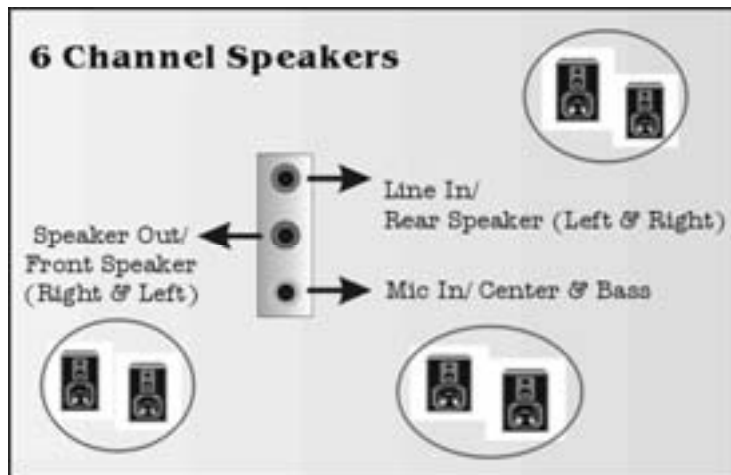 6 Channel Speakers
Line In/
Rear Speaker (Left & Right)
Speaker Out/
Front Speaker
(Right & Left)
Mic In/ Center & Bass